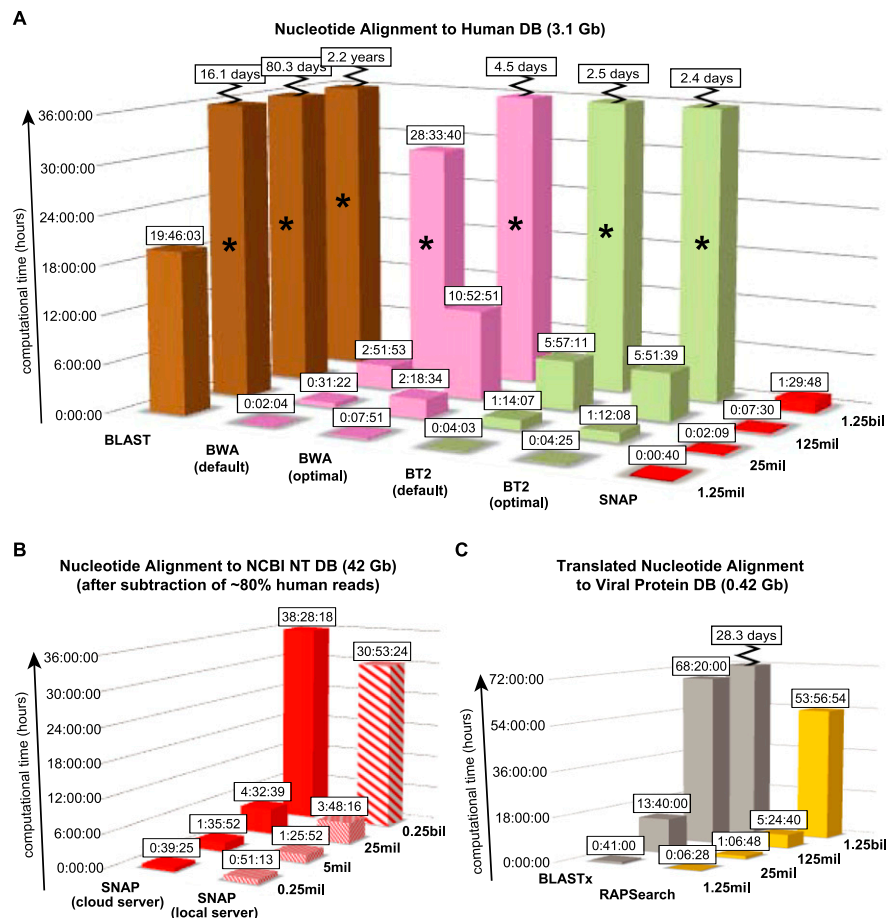 A
Nucleotide Alignment to Human DB (3.1 Gb)
16.1 days
80.3 days
2.2 years
4.5 days
2.5 days
2.4 days
computational time (hours)
36:00:00
30:00:00
24:00:00
18:00:00
12:00:00
6:00:00
0:00:00
28:33:40
19:46:03
*
*
*
*
*
*
*
10:52:51
2:51:53
5:57:11
5:51:39
0:31:22
2:18:34
1:14:07
1:12:08
1:29:48
0:02:04
0:07:51
0:04:03
0:04:25
0:07:30
0:02:09
0:00:40
BLAST
BWA
(default)
BWA
(optimal)
BT2
(default)
BT2
(optimal)
SNAP
1.25mil
25mil
125mil
1.25bil
B
Nucleotide Alignment to NCBI NT DB (42 Gb)
(after subtraction of ~80% human reads)
computational time (hours)
36:00:00
30:00:00
24:00:00
18:00:00
12:00:00
6:00:00
0:00:00
38:28:18
30:53:24
4:32:39
3:48:16
1:35:52
1:25:52
0:39:25
0:51:13
SNAP
(cloud server)
SNAP
(local server)
0.25mil
5mil
25mil
0.25bil
C
Translated Nucleotide Alignment
to Viral Protein DB (0.42 Gb)
computational time (hours)
72:00:00
54:00:00
36:00:00
18:00:00
0:00:00
28.3 days
68:20:00
53:56:54
13:40:00
5:24:40
0:41:00
1:06:48
0:06:28
BLASTx
RAPSearch
1.25mil
25mil
125mil
1.25bil